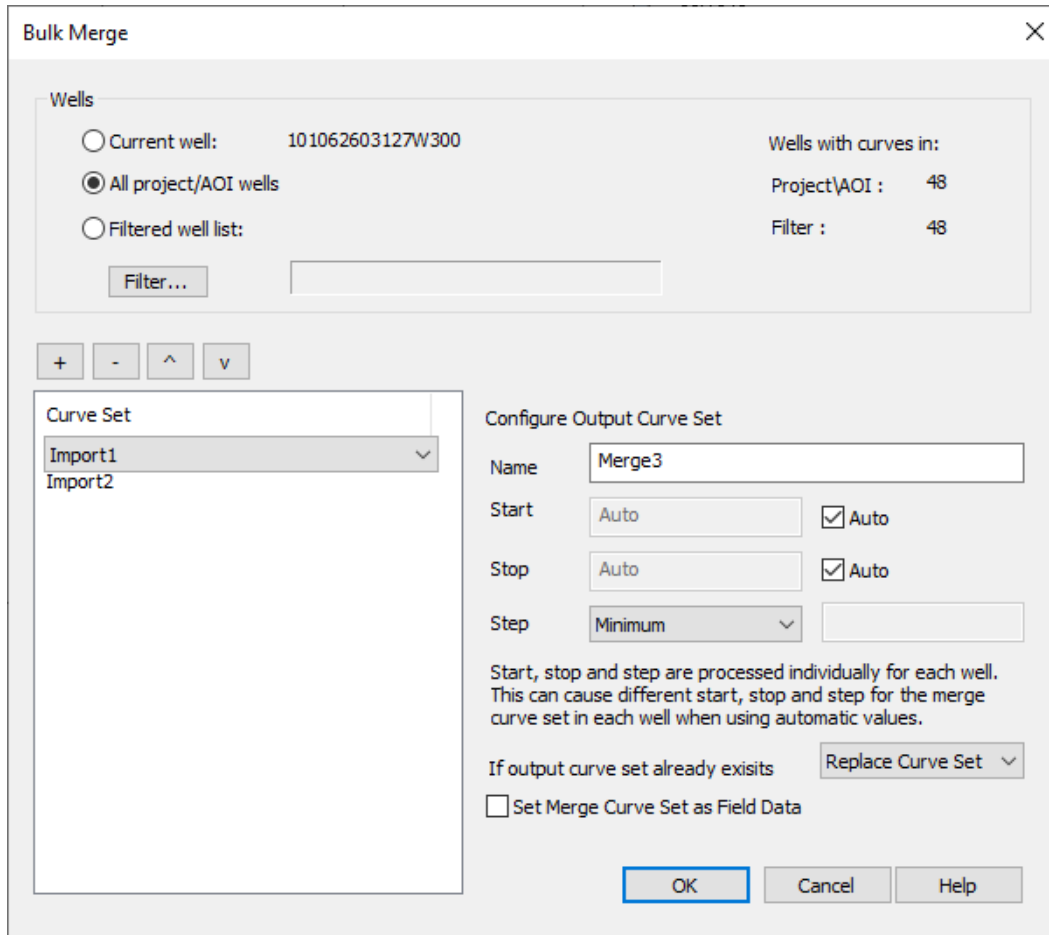 Bulk Merge
Wells
Current well: 101062603127W300
Wells with curves in:
All project/AOI wells
Project\AOI : 48
Filtered well list:
Filter : 48
Filter...
+ - ^ v
Curve Set
Import1
Import2
Configure Output Curve Set
Name Merge3
Start Auto Auto
Stop Auto Auto
Step Minimum
Start, stop and step are processed individually for each well.
This can cause different start, stop and step for the merge
curve set in each well when using automatic values.
If output curve set already exisits Replace Curve Set
Set Merge Curve Set as Field Data
OK Cancel Help